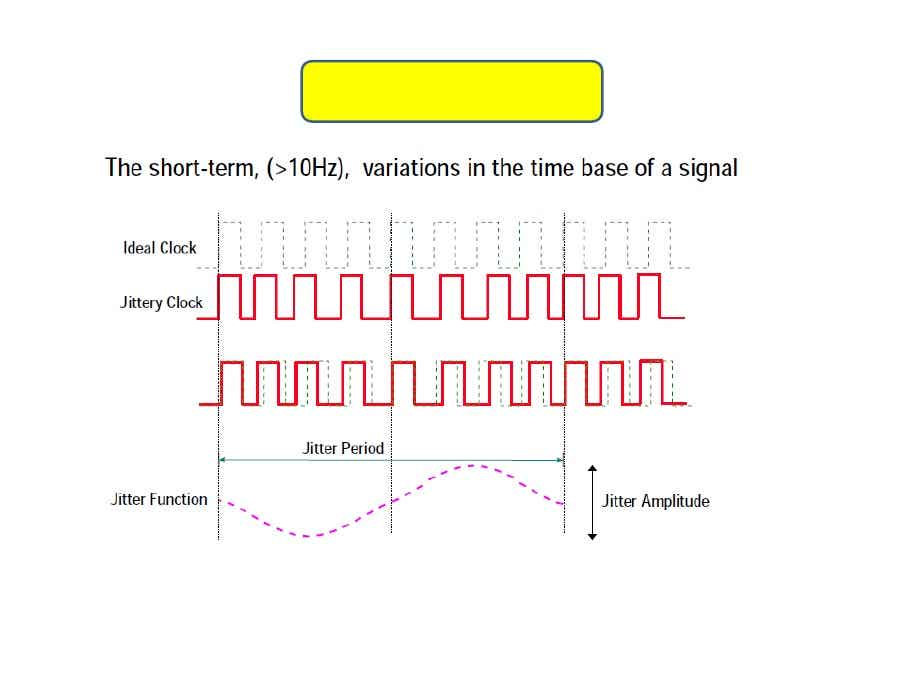 The short-term, (>10Hz),  variations in the time base of a signal
Ideal Clock
Jittery Clock
Jitter Period
Jitter Function
Jitter Amplitude